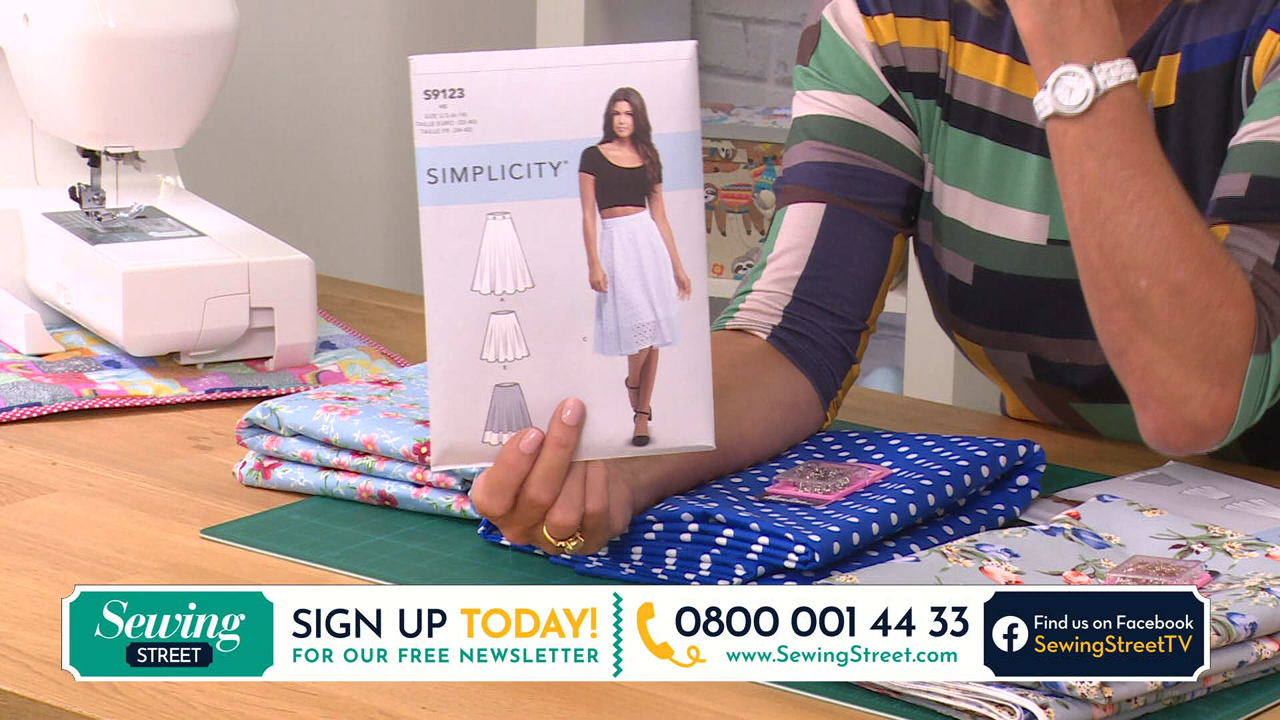 S9123
SIMPLICITY
A
B
C
Sewing
STREET
SIGN UP TODAY!
FOR OUR FREE NEWSLETTER
0800 001 44 33
www.SewingStreet.com
Find us on Facebook
SewingStreetTV